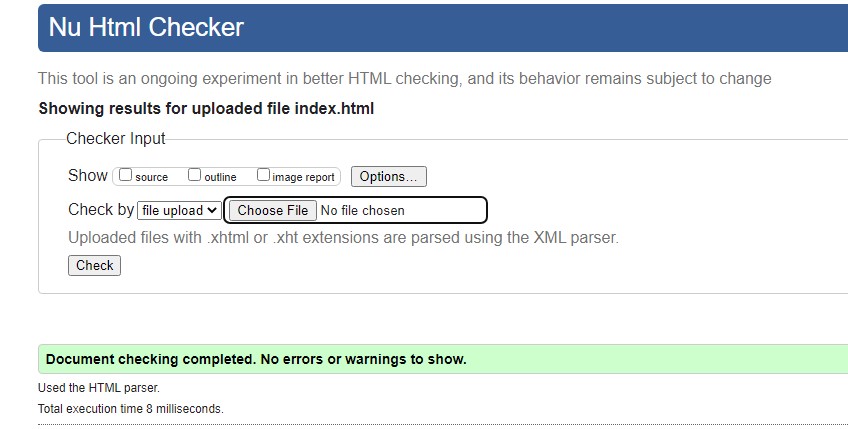 Nu Html Checker
This tool is an ongoing experiment in better HTML checking, and its behavior remains subject to change
Showing results for uploaded file index.html
Checker Input
Show source outline image report Options...
Check by file upload Choose File No file chosen
Uploaded files with .xhtml or .xht extensions are parsed using the XML parser.
Check
Document checking completed. No errors or warnings to show.
Used the HTML parser.
Total execution time 8 milliseconds.